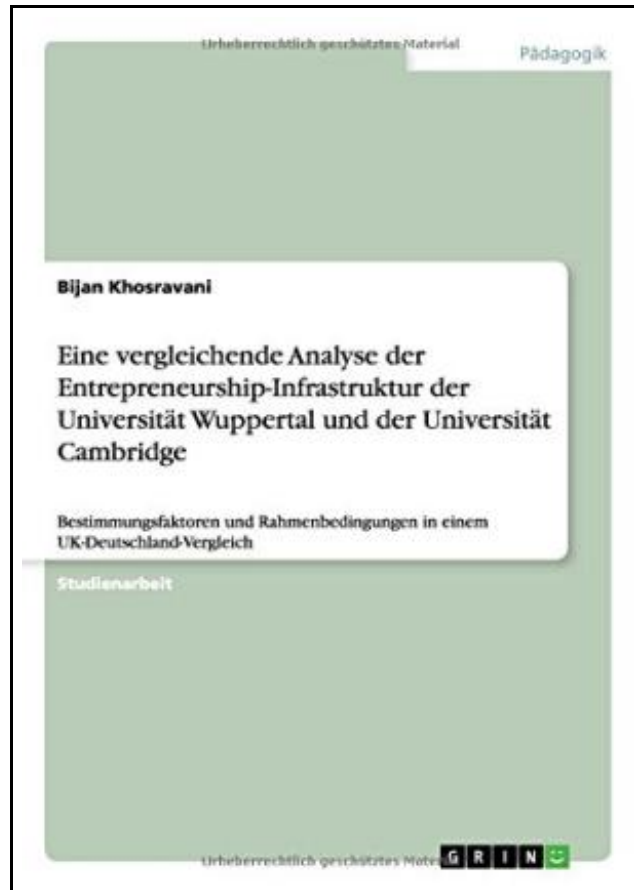 Urheberrechtlich geschütztes Material
Pädagogik
Bijan Khosravani
Eine vergleichende Analyse der
Entrepreneurship-Infrastruktur der
Universität Wuppertal und der Universität
Cambridge
Bestimmungsfaktoren und Rahmenbedingungen in einem
UK-Deutschland-Vergleich
Studienarbeit
Urheberrechtlich geschütztes Mate
GRIN